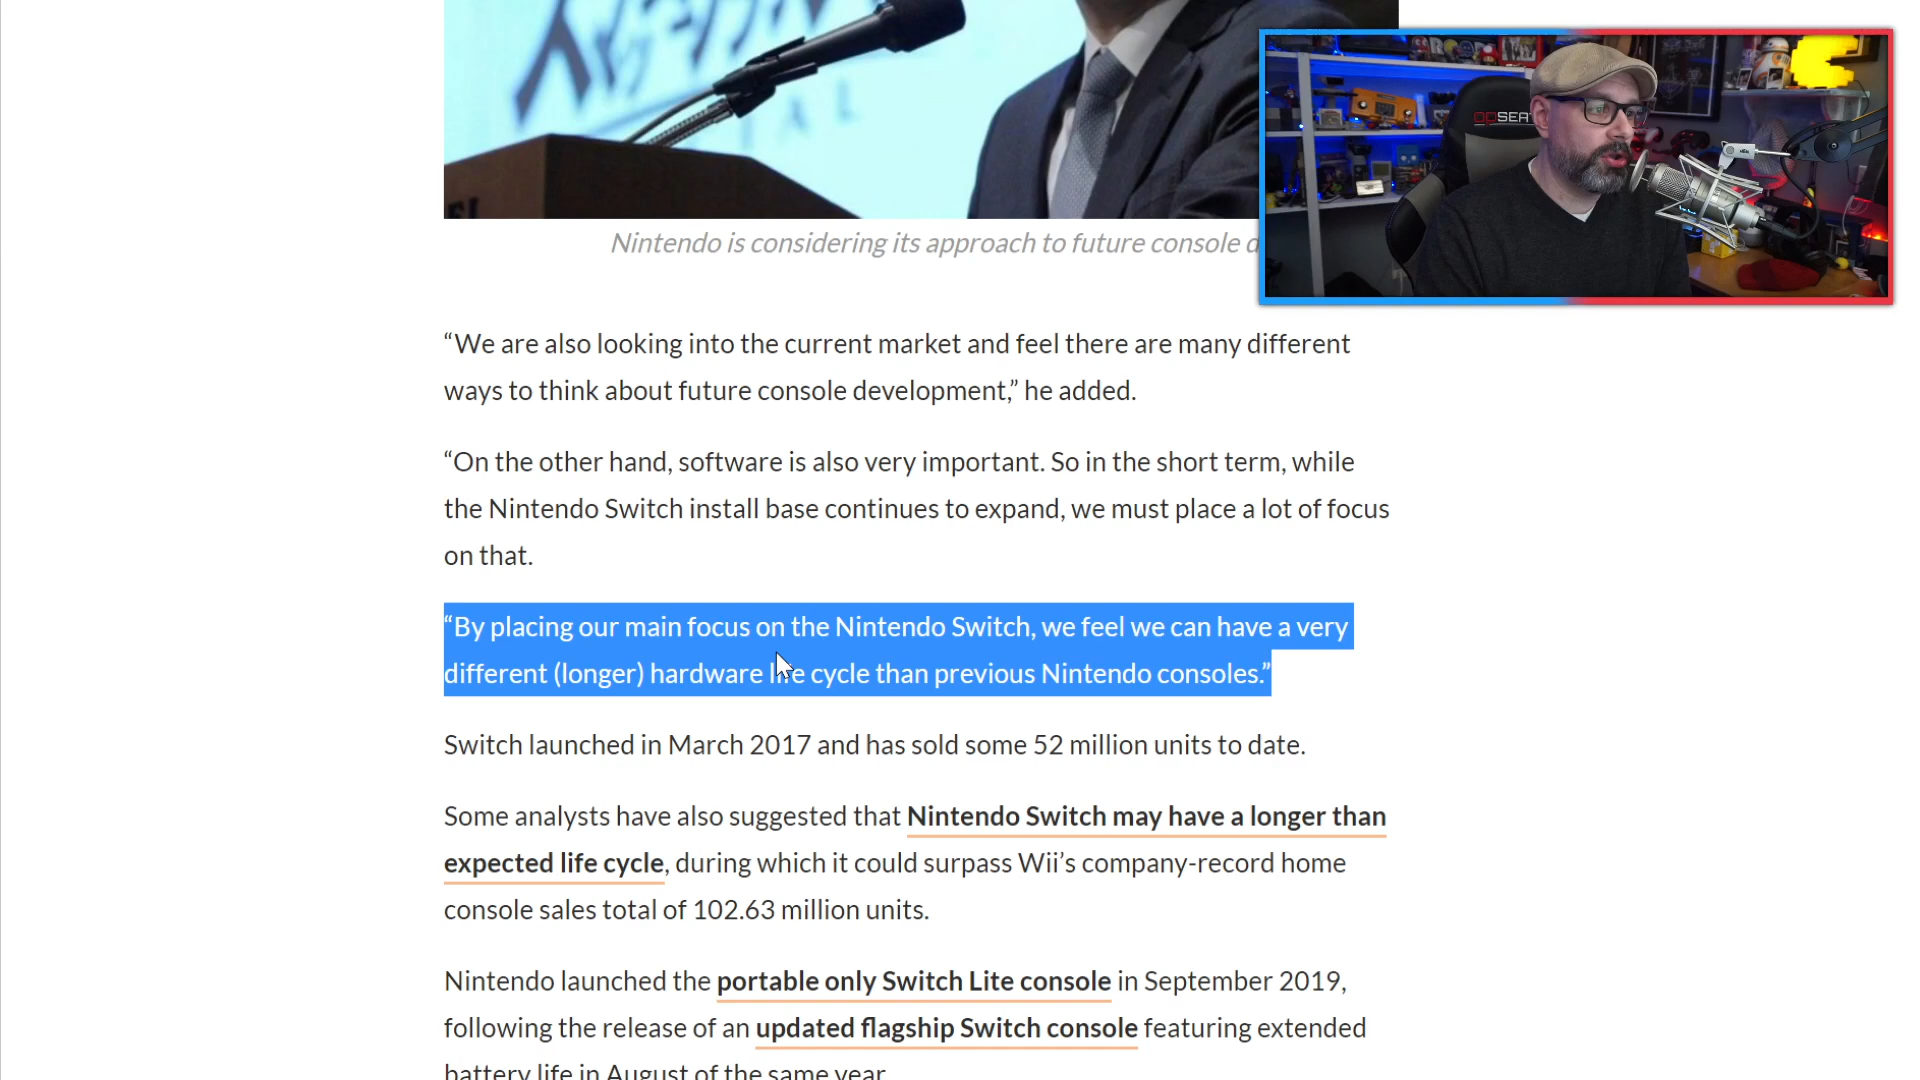 IAL
OPSEAT
Nintendo is considering its approach to future console d
“We are also looking into the current market and feel there are many different
ways to think about future console development,” he added.
“On the other hand, software is also very important. So in the short term, while
the Nintendo Switch install base continues to expand, we must place a lot of focus
on that.
“By placing our main focus on the Nintendo Switch, we feel we can have a very
different (longer) hardware life cycle than previous Nintendo consoles.”
Switch launched in March 2017 and has sold some 52 million units to date.
Some analysts have also suggested that Nintendo Switch may have a longer than
expected life cycle, during which it could surpass Wii’s company-record home
console sales total of 102.63 million units.
Nintendo launched the portable only Switch Lite console in September 2019,
following the release of an updated flagship Switch console featuring extended
battery life in August of the same year.